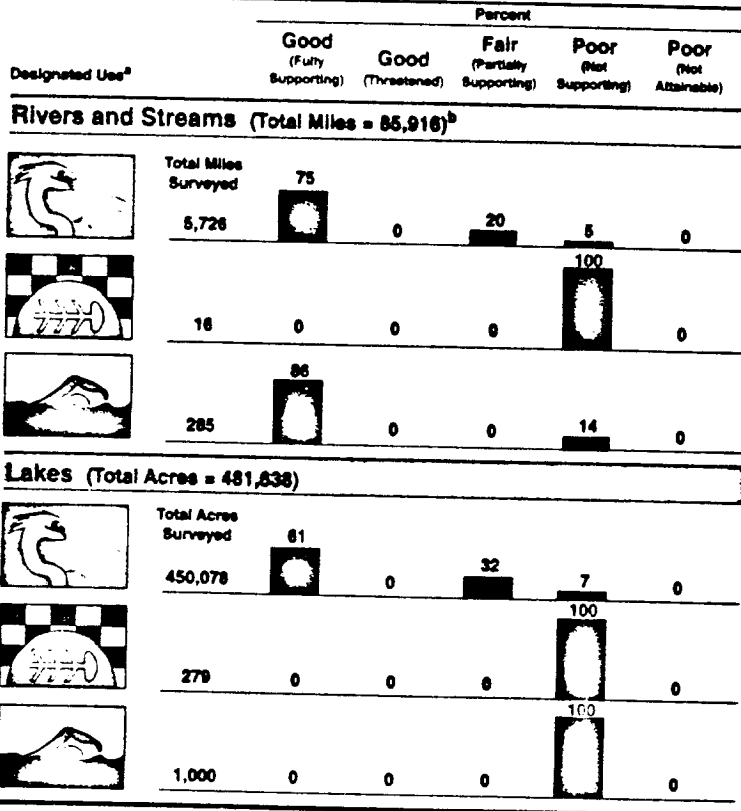 Percent
Designated Use^a
Good (Fully Supporting)
Good (Threatened)
Fair (Partially Supporting)
Poor (Not Supporting)
Poor (Not Attainable)
Rivers and Streams (Total Miles = 85,916)^b
Total Miles Surveyed
75
5,726 0 20 5 0
100
16 0 0 0 0
86
285 0 0 14 0
Lakes (Total Acres = 481,638)
Total Acres Surveyed
61
450,078 0 32 7 0
100
279 0 0 0 0
100
1,000 0 0 0 0